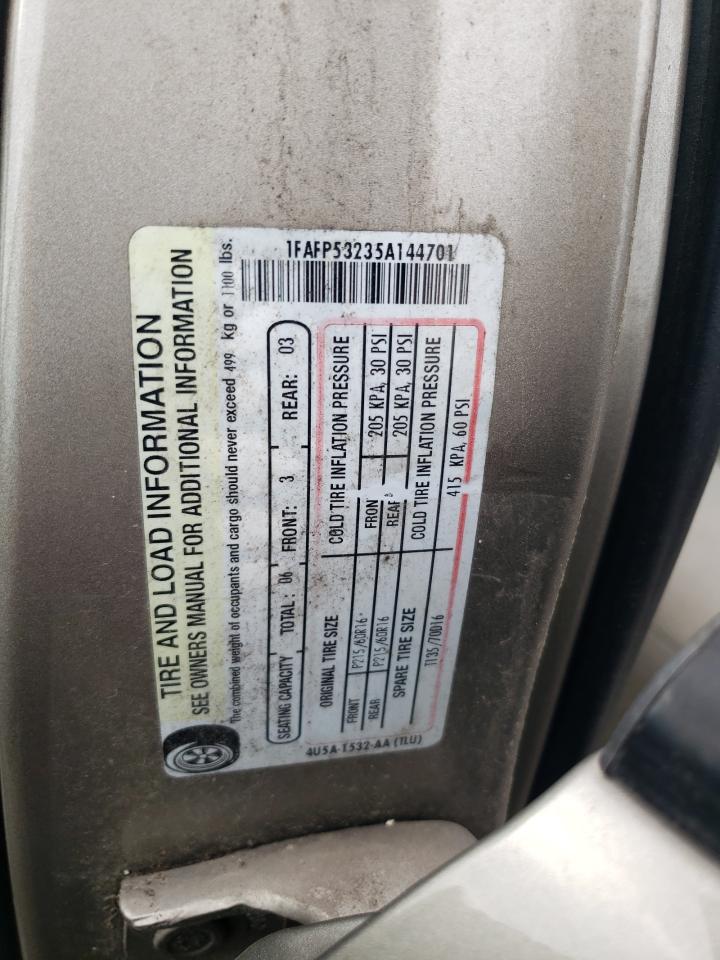 TIRE AND LOAD INFORMATION
SEE OWNERS MANUAL FOR ADDITIONAL INFORMATION
The combined weight of occupants and cargo should never exceed 499 Kg or 1100 lbs.
1FAFP53235A144701
SEATING CAPACITY TOTAL: 06 FRONT: 3 REAR: 03
ORIGINAL TIRE SIZE COLD TIRE INFLATION PRESSURE
FRONT P215/60R16 FRON 205 KPA, 30 PSI
REAR P215/60R16 REAR 205 KPA, 30 PSI
SPARE TIRE SIZE COLD TIRE INFLATION PRESSURE
T135/70D16 415 KPA, 60 PSI
4U5A-1532-AA (TLU)